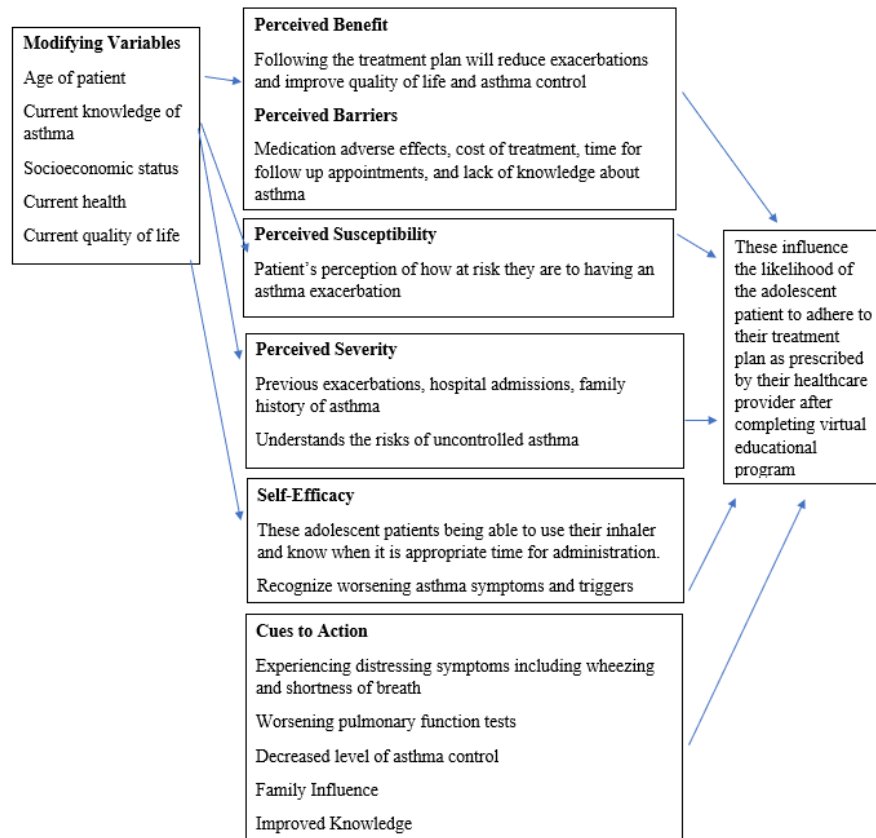 Modifying Variables
Age of patient
Current knowledge of
asthma
Socioeconomic status
Current health
Current quality of life
Perceived Benefit
Following the treatment plan will reduce exacerbations
and improve quality of life and asthma control
Perceived Barriers
Medication adverse effects, cost of treatment, time for
follow up appointments, and lack of knowledge about
asthma
Perceived Susceptibility
Patient's perception of how at risk they are to having an
asthma exacerbation
Perceived Severity
Previous exacerbations, hospital admissions, family
history of asthma
Understands the risks of uncontrolled asthma
Self-Efficacy
These adolescent patients being able to use their inhaler
and know when it is appropriate time for administration.
Recognize worsening asthma symptoms and triggers
Cues to Action
Experiencing distressing symptoms including wheezing
and shortness of breath
Worsening pulmonary function tests
Decreased level of asthma control
Family Influence
Improved Knowledge
These influence
the likelihood of
the adolescent
patient to adhere to
their treatment
plan as prescribed
by their healthcare
provider after
completing virtual
educational
program